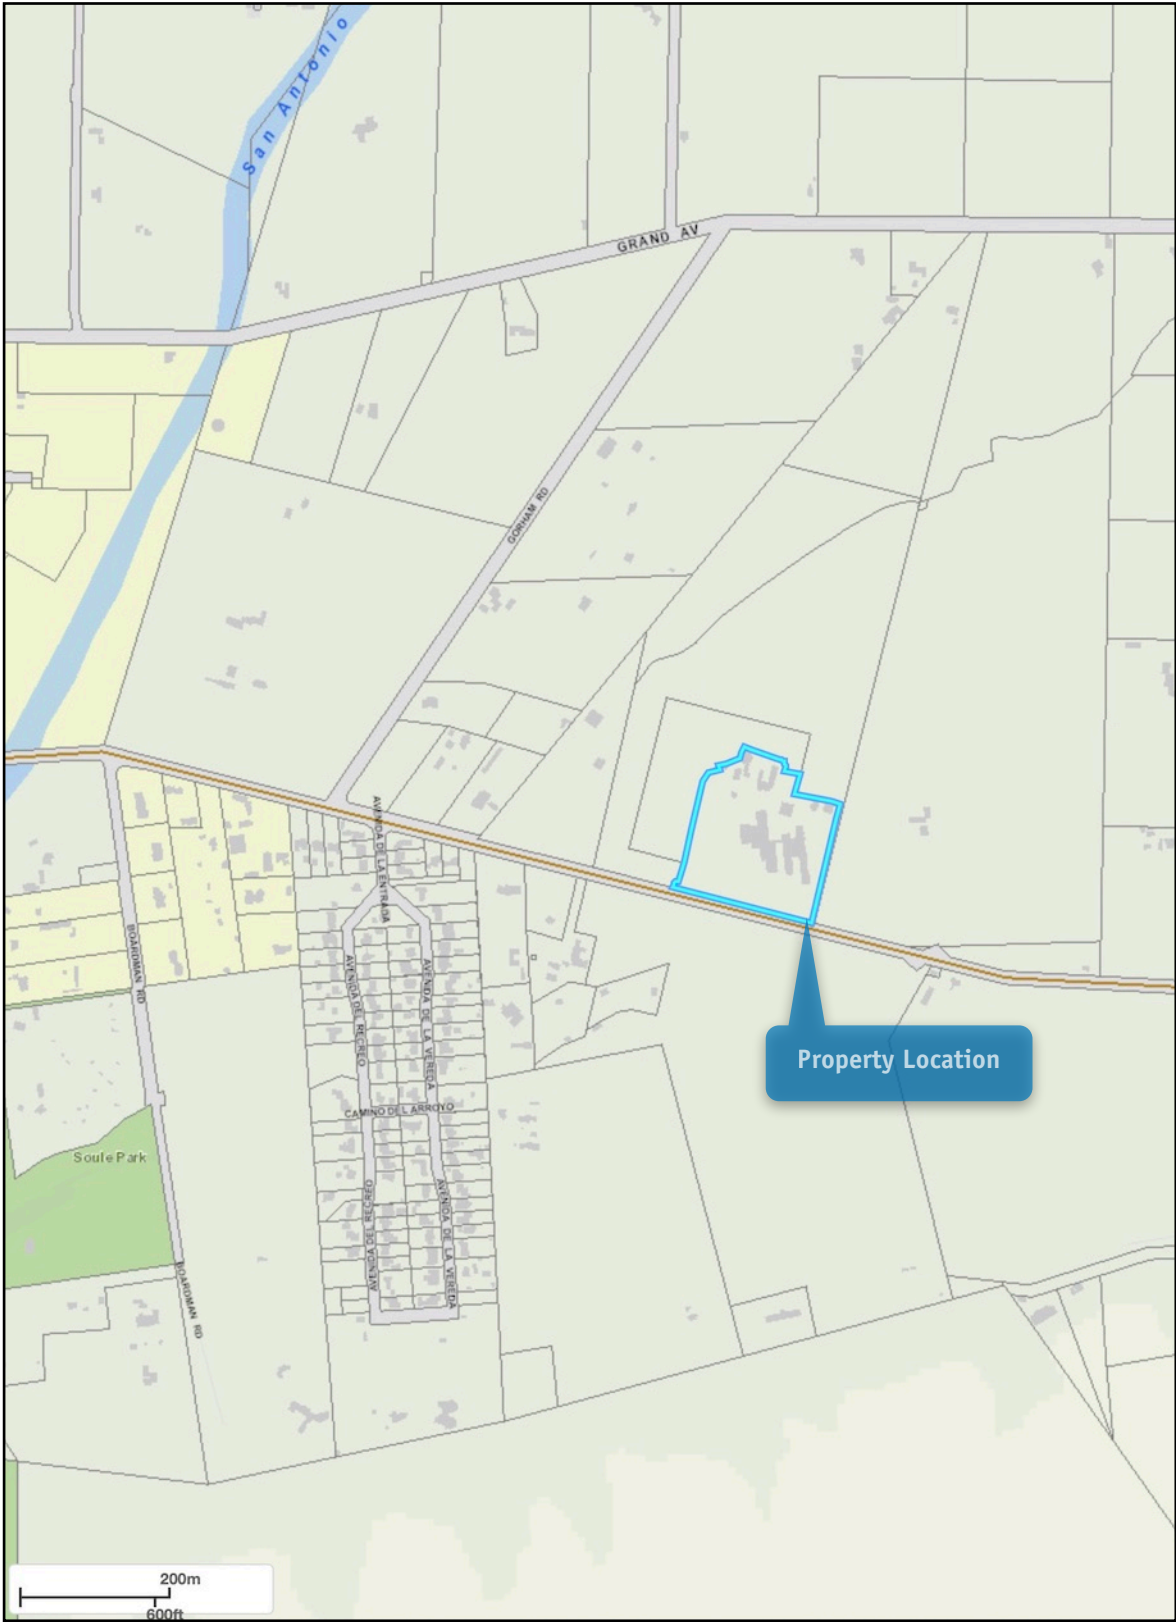 San Antonio
GRAND AV
GORHAM RD
AVENIDA DE LA ENTRADA
BOARDMAN RD
AVENIDA DEL RECREO
AVENIDA DE LA VEREDA
Property Location
CAMINO DEL ARROYO
Soule Park
AVENIDA DEL RECREO
AVENIDA DE LA VEREDA
BOARDMAN RD
200m
600ft